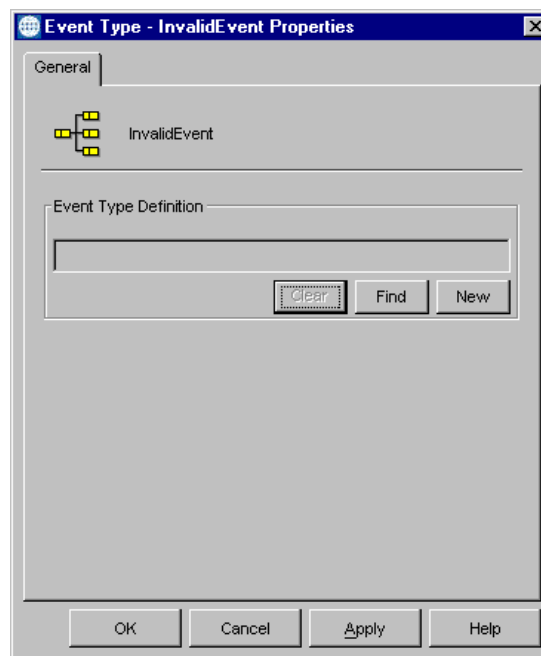 Event Type - InvalidEvent Properties
General
InvalidEvent
Event Type Definition
Clear Find New
OK Cancel Apply Help